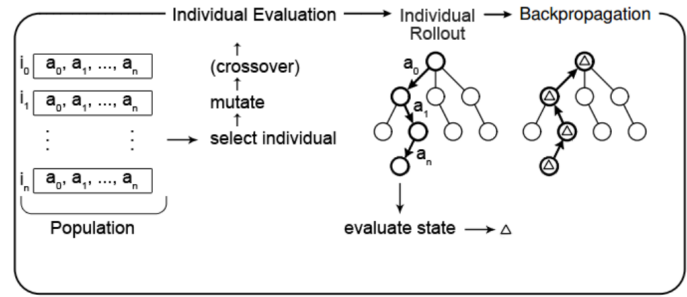 Individual Evaluation
Individual
Rollout
Backpropagation
i₀ a₀, a₁, ..., aₙ
i₁ a₀, a₁, ..., aₙ
iₙ a₀, a₁, ..., aₙ
Population
(crossover)
mutate
select individual
a₀
a₁
aₙ
evaluate state